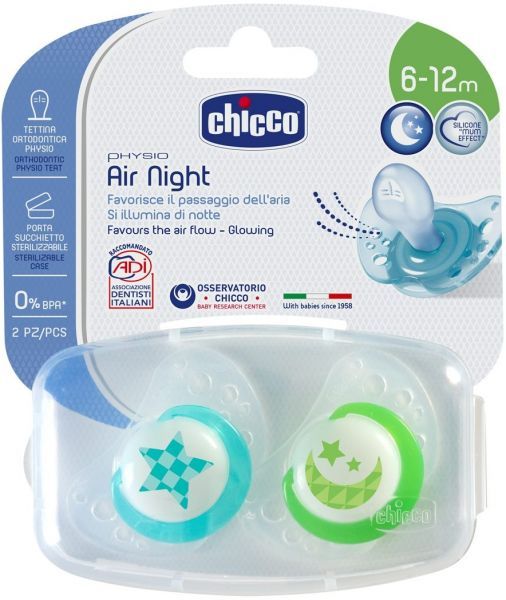 chicco
6-12m
SILICONE
"MUM
EFFECT"
TETTINA
ORTODONTICA
PHYSIO
ORTHODONTIC
PHYSIO TEAT
PHYSIO
Air Night
Favorisce il passaggio dell'aria
Si illumina di notte
Favours the air flow - Glowing
PORTA
SUCCHIETTO
STERILIZZABILE
STERILIZABLE
CASE
0% BPA*
2 PZ/PCS
RACCOMANDATO
ADI
ASSOCIAZIONE
DENTISTI
ITALIANI
OSSERVATORIO
CHICCO
BABY RESEARCH CENTER
With babies since 1958
chicco